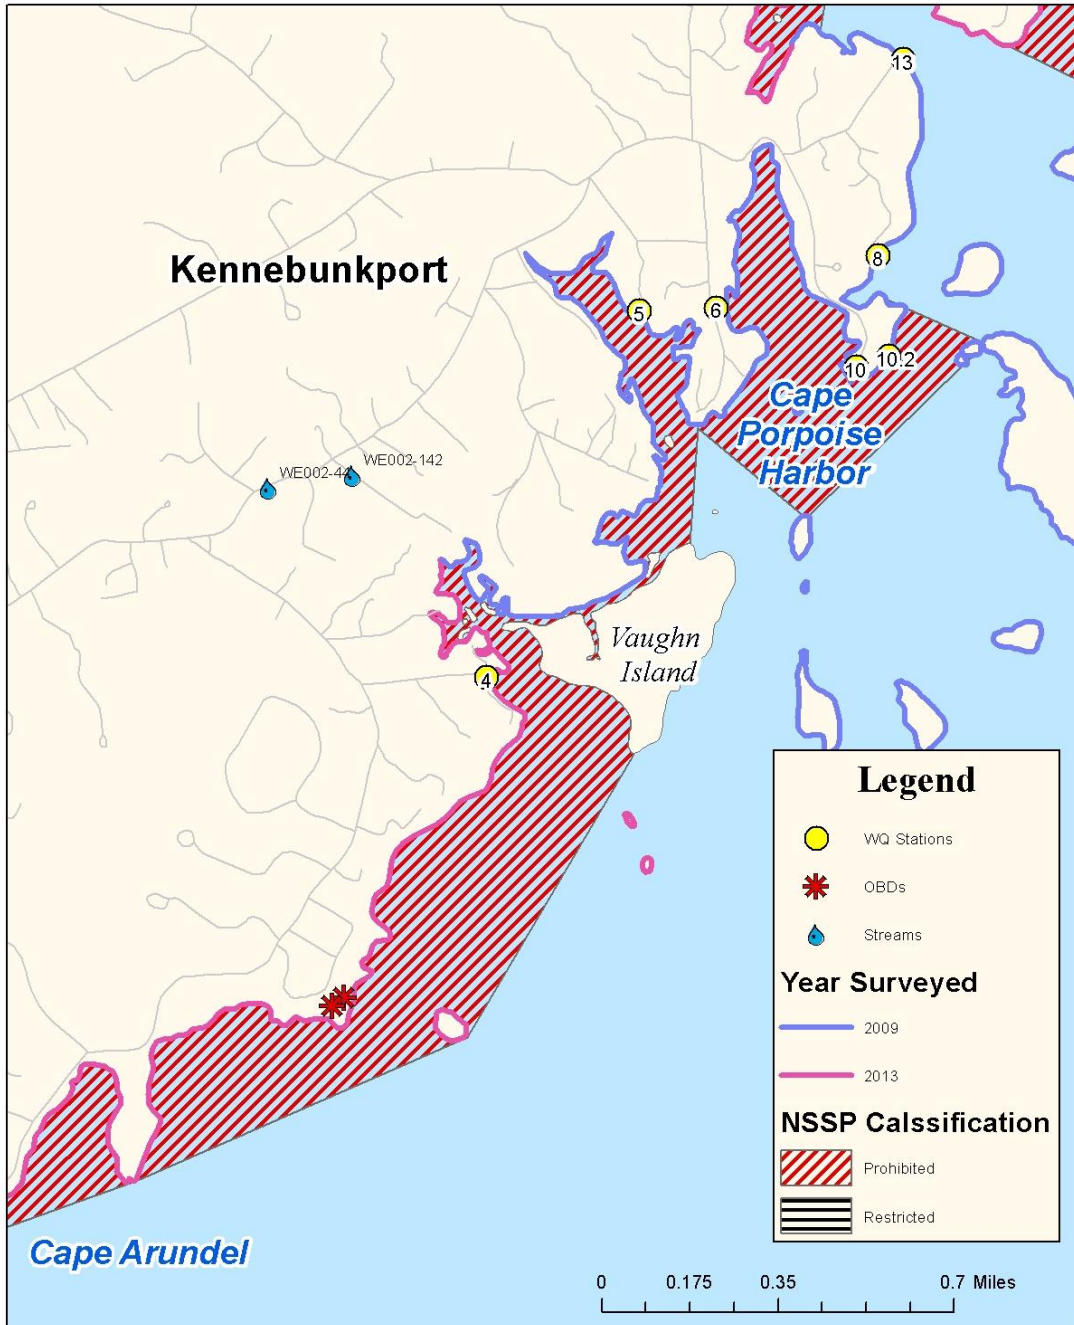 13
Kennebunkport
8
5
6
10
10.2
Cape
Porpoise
Harbor
WE002-142
WE002-44
Vaughn
Island
4
Legend
WQ Stations
OBDs
Streams
Year Surveyed
2009
2013
NSSP Calssification
Prohibited
Restricted
Cape Arundel
0 0.175 0.35 0.7 Miles